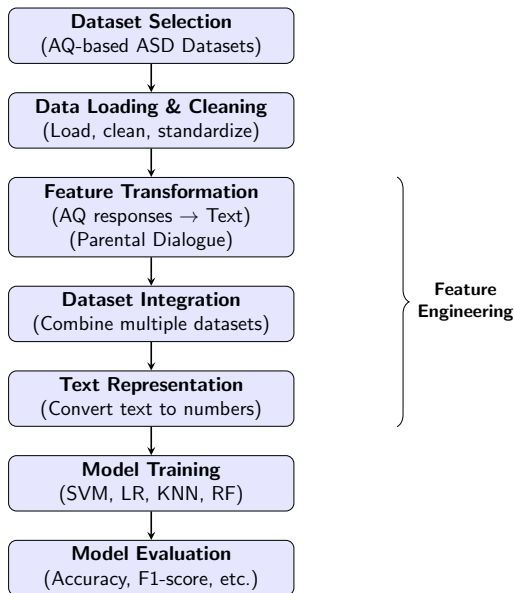 Dataset Selection
(AQ-based ASD Datasets)
Data Loading & Cleaning
(Load, clean, standardize)
Feature Transformation
(AQ responses → Text)
(Parental Dialogue)
Dataset Integration
(Combine multiple datasets)
Text Representation
(Convert text to numbers)
Feature
Engineering
Model Training
(SVM, LR, KNN, RF)
Model Evaluation
(Accuracy, F1-score, etc.)